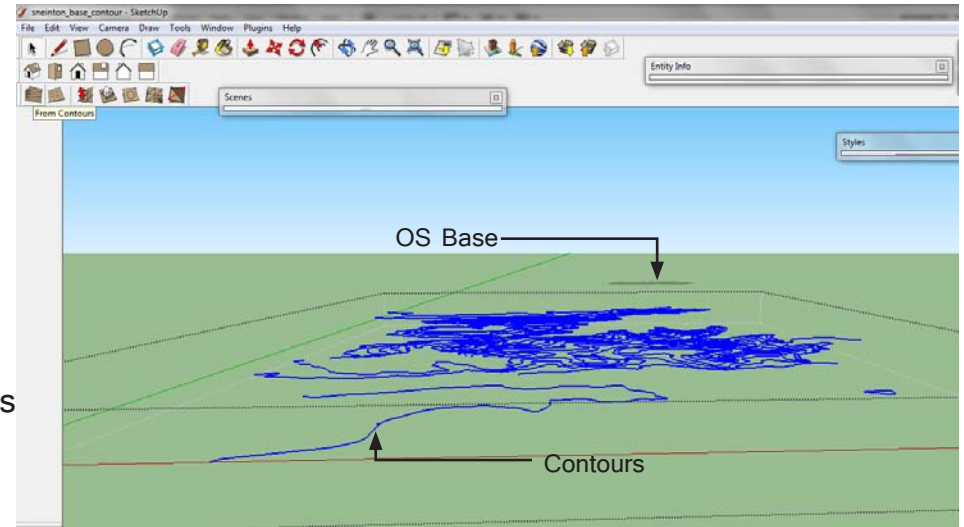 sneinton_base_contour - SketchUp
File Edit View Camera Draw Tools Window Plugins Help
Entity Info
Scenes
From Contours
Styles
OS Base
s
Contours